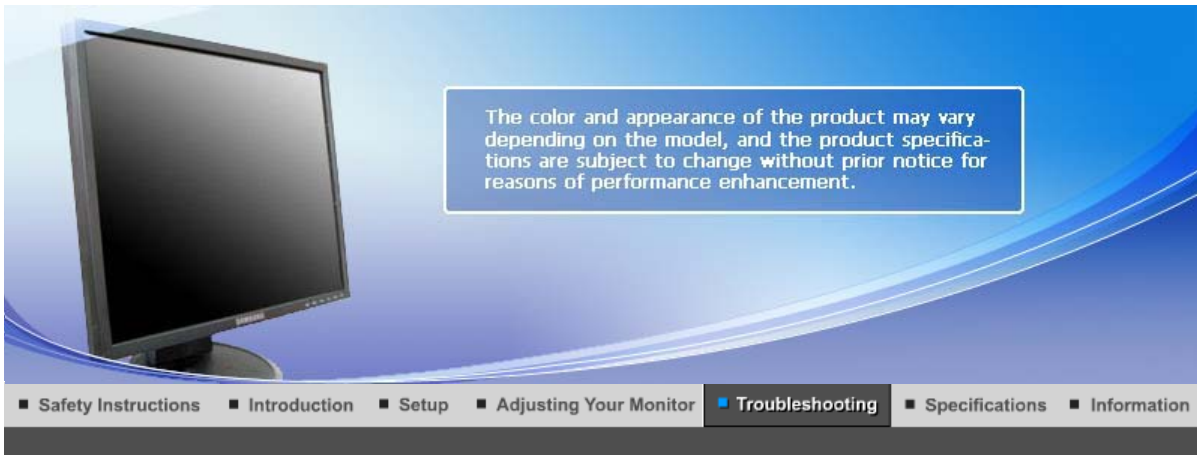 The color and appearance of the product may vary
depending on the model, and the product specifica-
tions are subject to change without prior notice for
reasons of performance enhancement.
SAMSUNG
Safety Instructions
Introduction
Setup
Adjusting Your Monitor
Troubleshooting
Specifications
Information